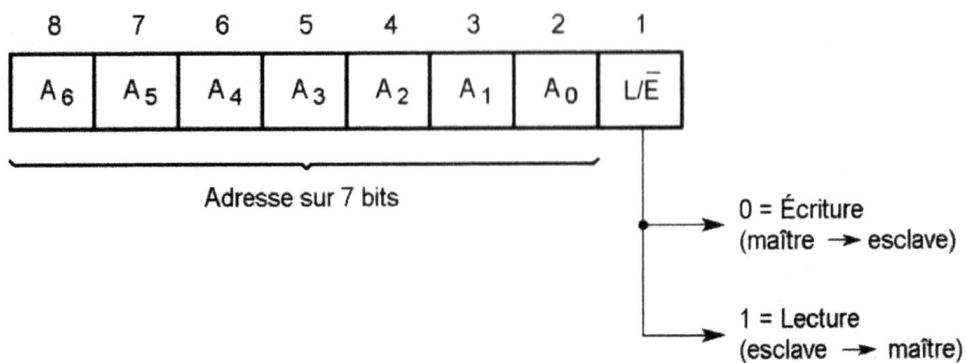 8 7 6 5 4 3 2 1
A6 A5 A4 A3 A2 A1 A0 L/E̅
Adresse sur 7 bits
0 = Écriture
(maître → esclave)
1 = Lecture
(esclave → maître)